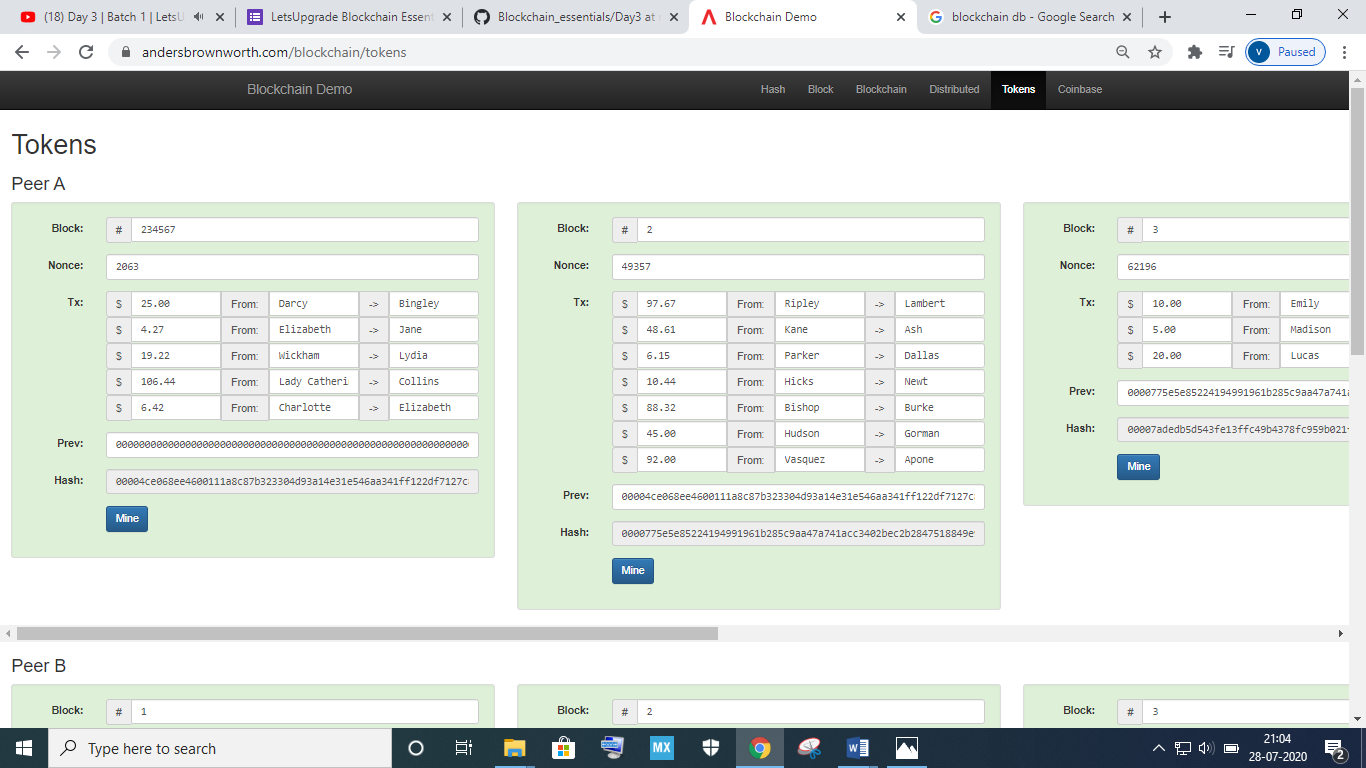 (18) Day 3 | Batch 1 | LetsU
LetsUpgrade Blockchain Essent
Blockchain_essentials/Day3 at
Blockchain Demo
blockchain db - Google Search
andersbrownworth.com/blockchain/tokens
V Paused
Blockchain Demo Hash Block Blockchain Distributed Tokens Coinbase
Tokens
Peer A
Block: # 234567
Nonce: 2063
Tx: $ 25.00 From: Darcy -> Bingley
$ 4.27 From: Elizabeth -> Jane
$ 19.22 From: Wickham -> Lydia
$ 106.44 From: Lady Catheri -> Collins
$ 6.42 From: Charlotte -> Elizabeth
Prev: 0000000000000000000000000000000000000000000000000000000000
Hash: 00004ce068ee4600111a8c87b323304d93a14e31e546aa341ff122df7127c
Mine
Block: # 2
Nonce: 49357
Tx: $ 97.67 From: Ripley -> Lambert
$ 48.61 From: Kane -> Ash
$ 6.15 From: Parker -> Dallas
$ 10.44 From: Hicks -> Newt
$ 88.32 From: Bishop -> Burke
$ 45.00 From: Hudson -> Gorman
$ 92.00 From: Vasquez -> Apone
Prev: 00004ce068ee4600111a8c87b323304d93a14e31e546aa341ff122df7127c
Hash: 0000775e5e85224194991961b285c9aa47a741acc3402bec2b2847518849e
Mine
Block: # 3
Nonce: 62196
Tx: $ 10.00 From: Emily
$ 5.00 From: Madison
$ 20.00 From: Lucas
Prev: 0000775e5e85224194991961b285c9aa47a741a
Hash: 00007adedb5d543fe13ffc49b4378fc959b021
Mine
Peer B
Block: # 1
Block: # 2
Block: # 3
Type here to search
MX
W
21:04
28-07-2020
2